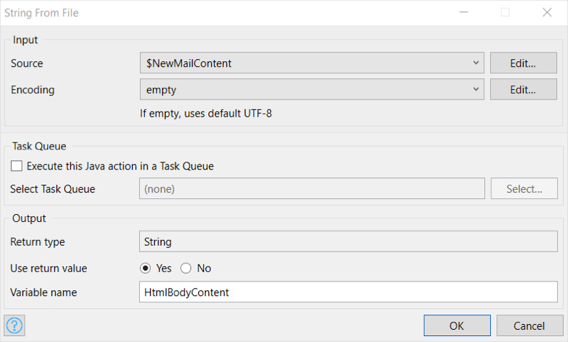 String From File
Input
Source $NewMailContent Edit...
Encoding empty Edit...
If empty, uses default UTF-8
Task Queue
Execute this Java action in a Task Queue
Select Task Queue (none) Select...
Output
Return type String
Use return value Yes No
Variable name HtmlBodyContent
? OK Cancel